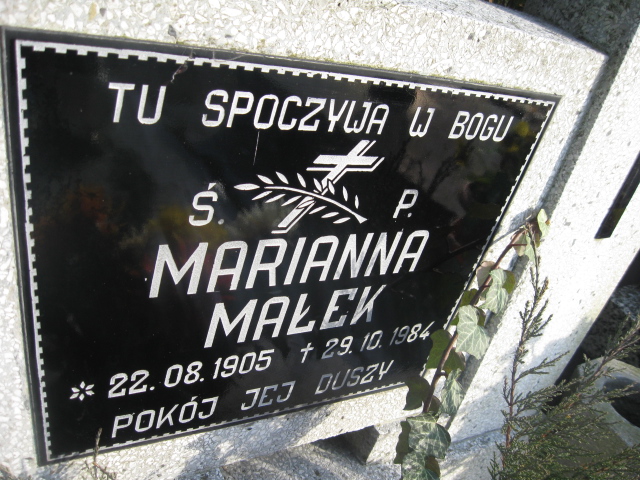 TU SPOCZYWA W BOGU
Ś. P.
MARIANNA
MAŁEK
* 22.08.1905 † 29.10.1984
POKÓJ JEJ DUSZY